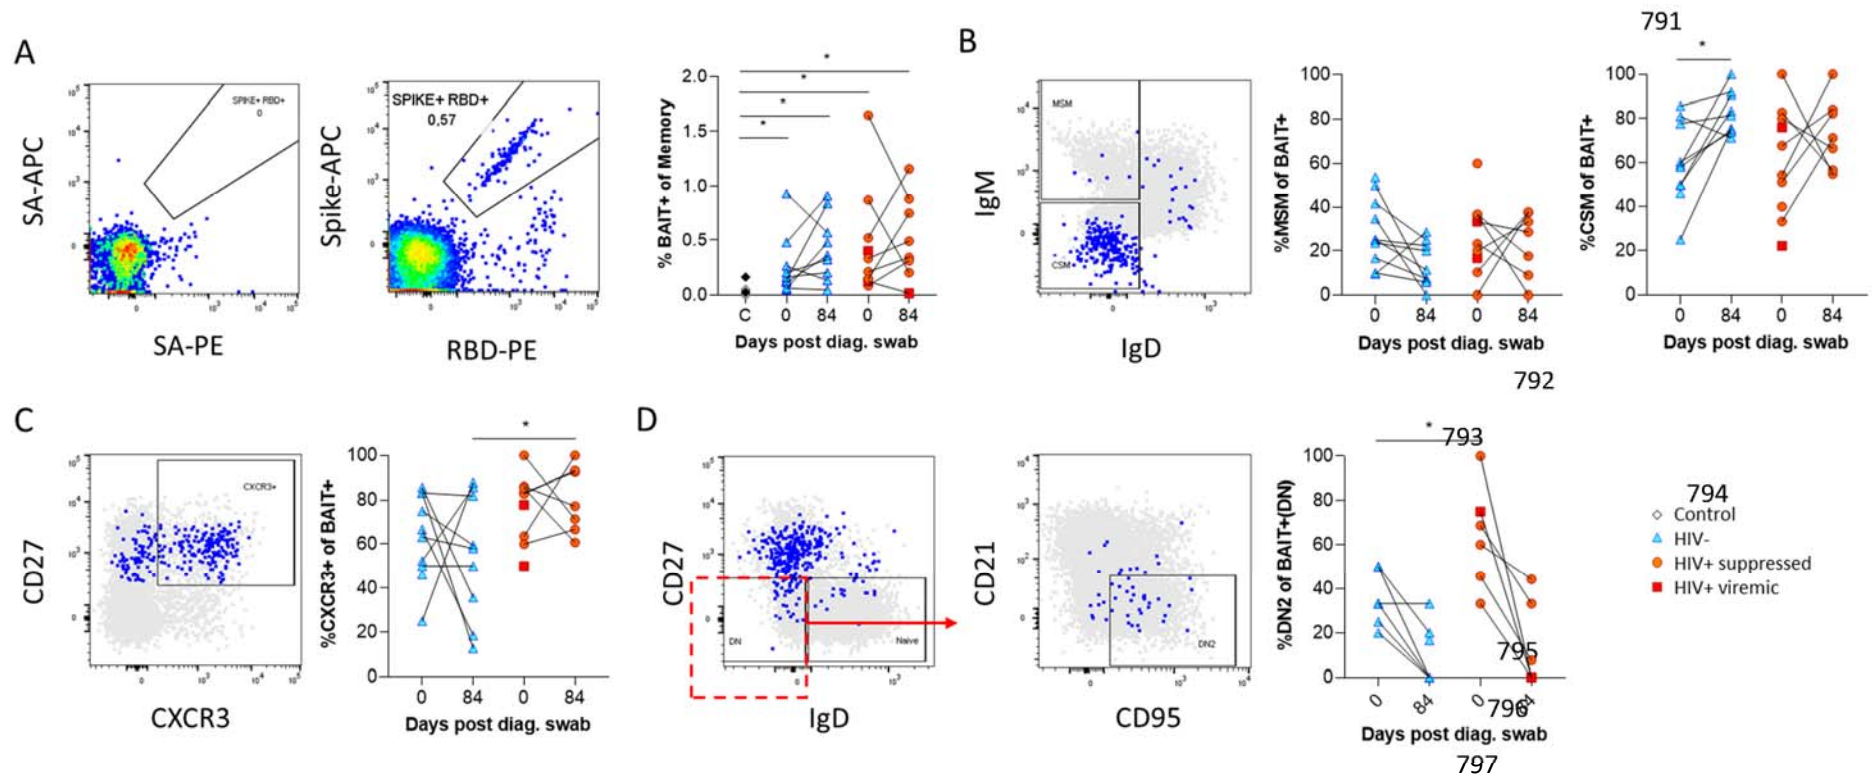 A
SPIKE+ RBD+
0
SA-APC
SA-PE
SPIKE+ RBD+
0,57
Spike-APC
RBD-PE
% BAIT+ of Memory
2.0
1.5
1.0
0.5
0.0
*
*
*
*
C 0 84 0 84
Days post diag. swab
B
MSM
CSM+
IgM
IgD
%MSM of BAIT+
100
80
60
40
20
0
0 84 0 84
Days post diag. swab
791
*
%CSM of BAIT+
100
80
60
40
20
0
0 84 0 84
Days post diag. swab
792
C
CXCR3+
CD27
CXCR3
%CXCR3+ of BAIT+
*
100
80
60
40
20
0
0 84 0 84
Days post diag. swab
D
CD27
DN
Naive
IgD
CD21
DN2
CD95
%DN2 of BAIT+(DN)
*
793
100
80
60
40
20
0
795
0 84 0 84
796
Days post diag. swab
797
794
Control
HIV-
HIV+ suppressed
HIV+ viremic